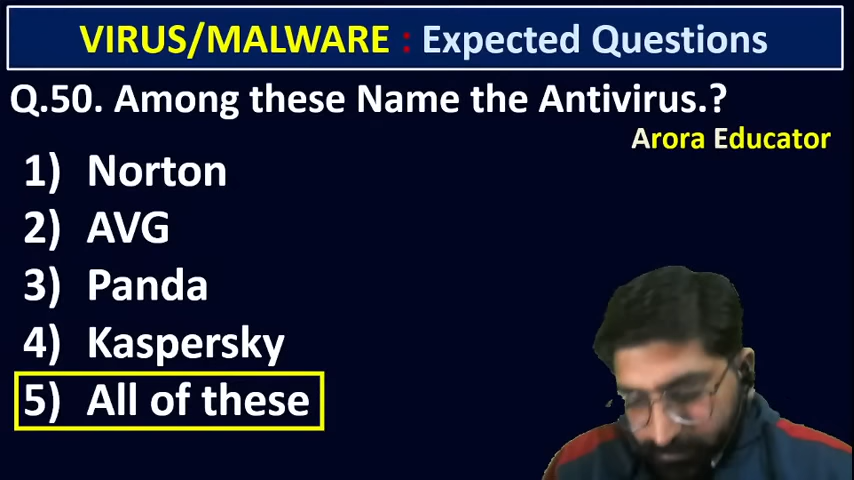 VIRUS/MALWARE : Expected Questions
Q.50. Among these Name the Antivirus.?
Arora Educator
1) Norton
2) AVG
3) Panda
4) Kaspersky
5) All of these